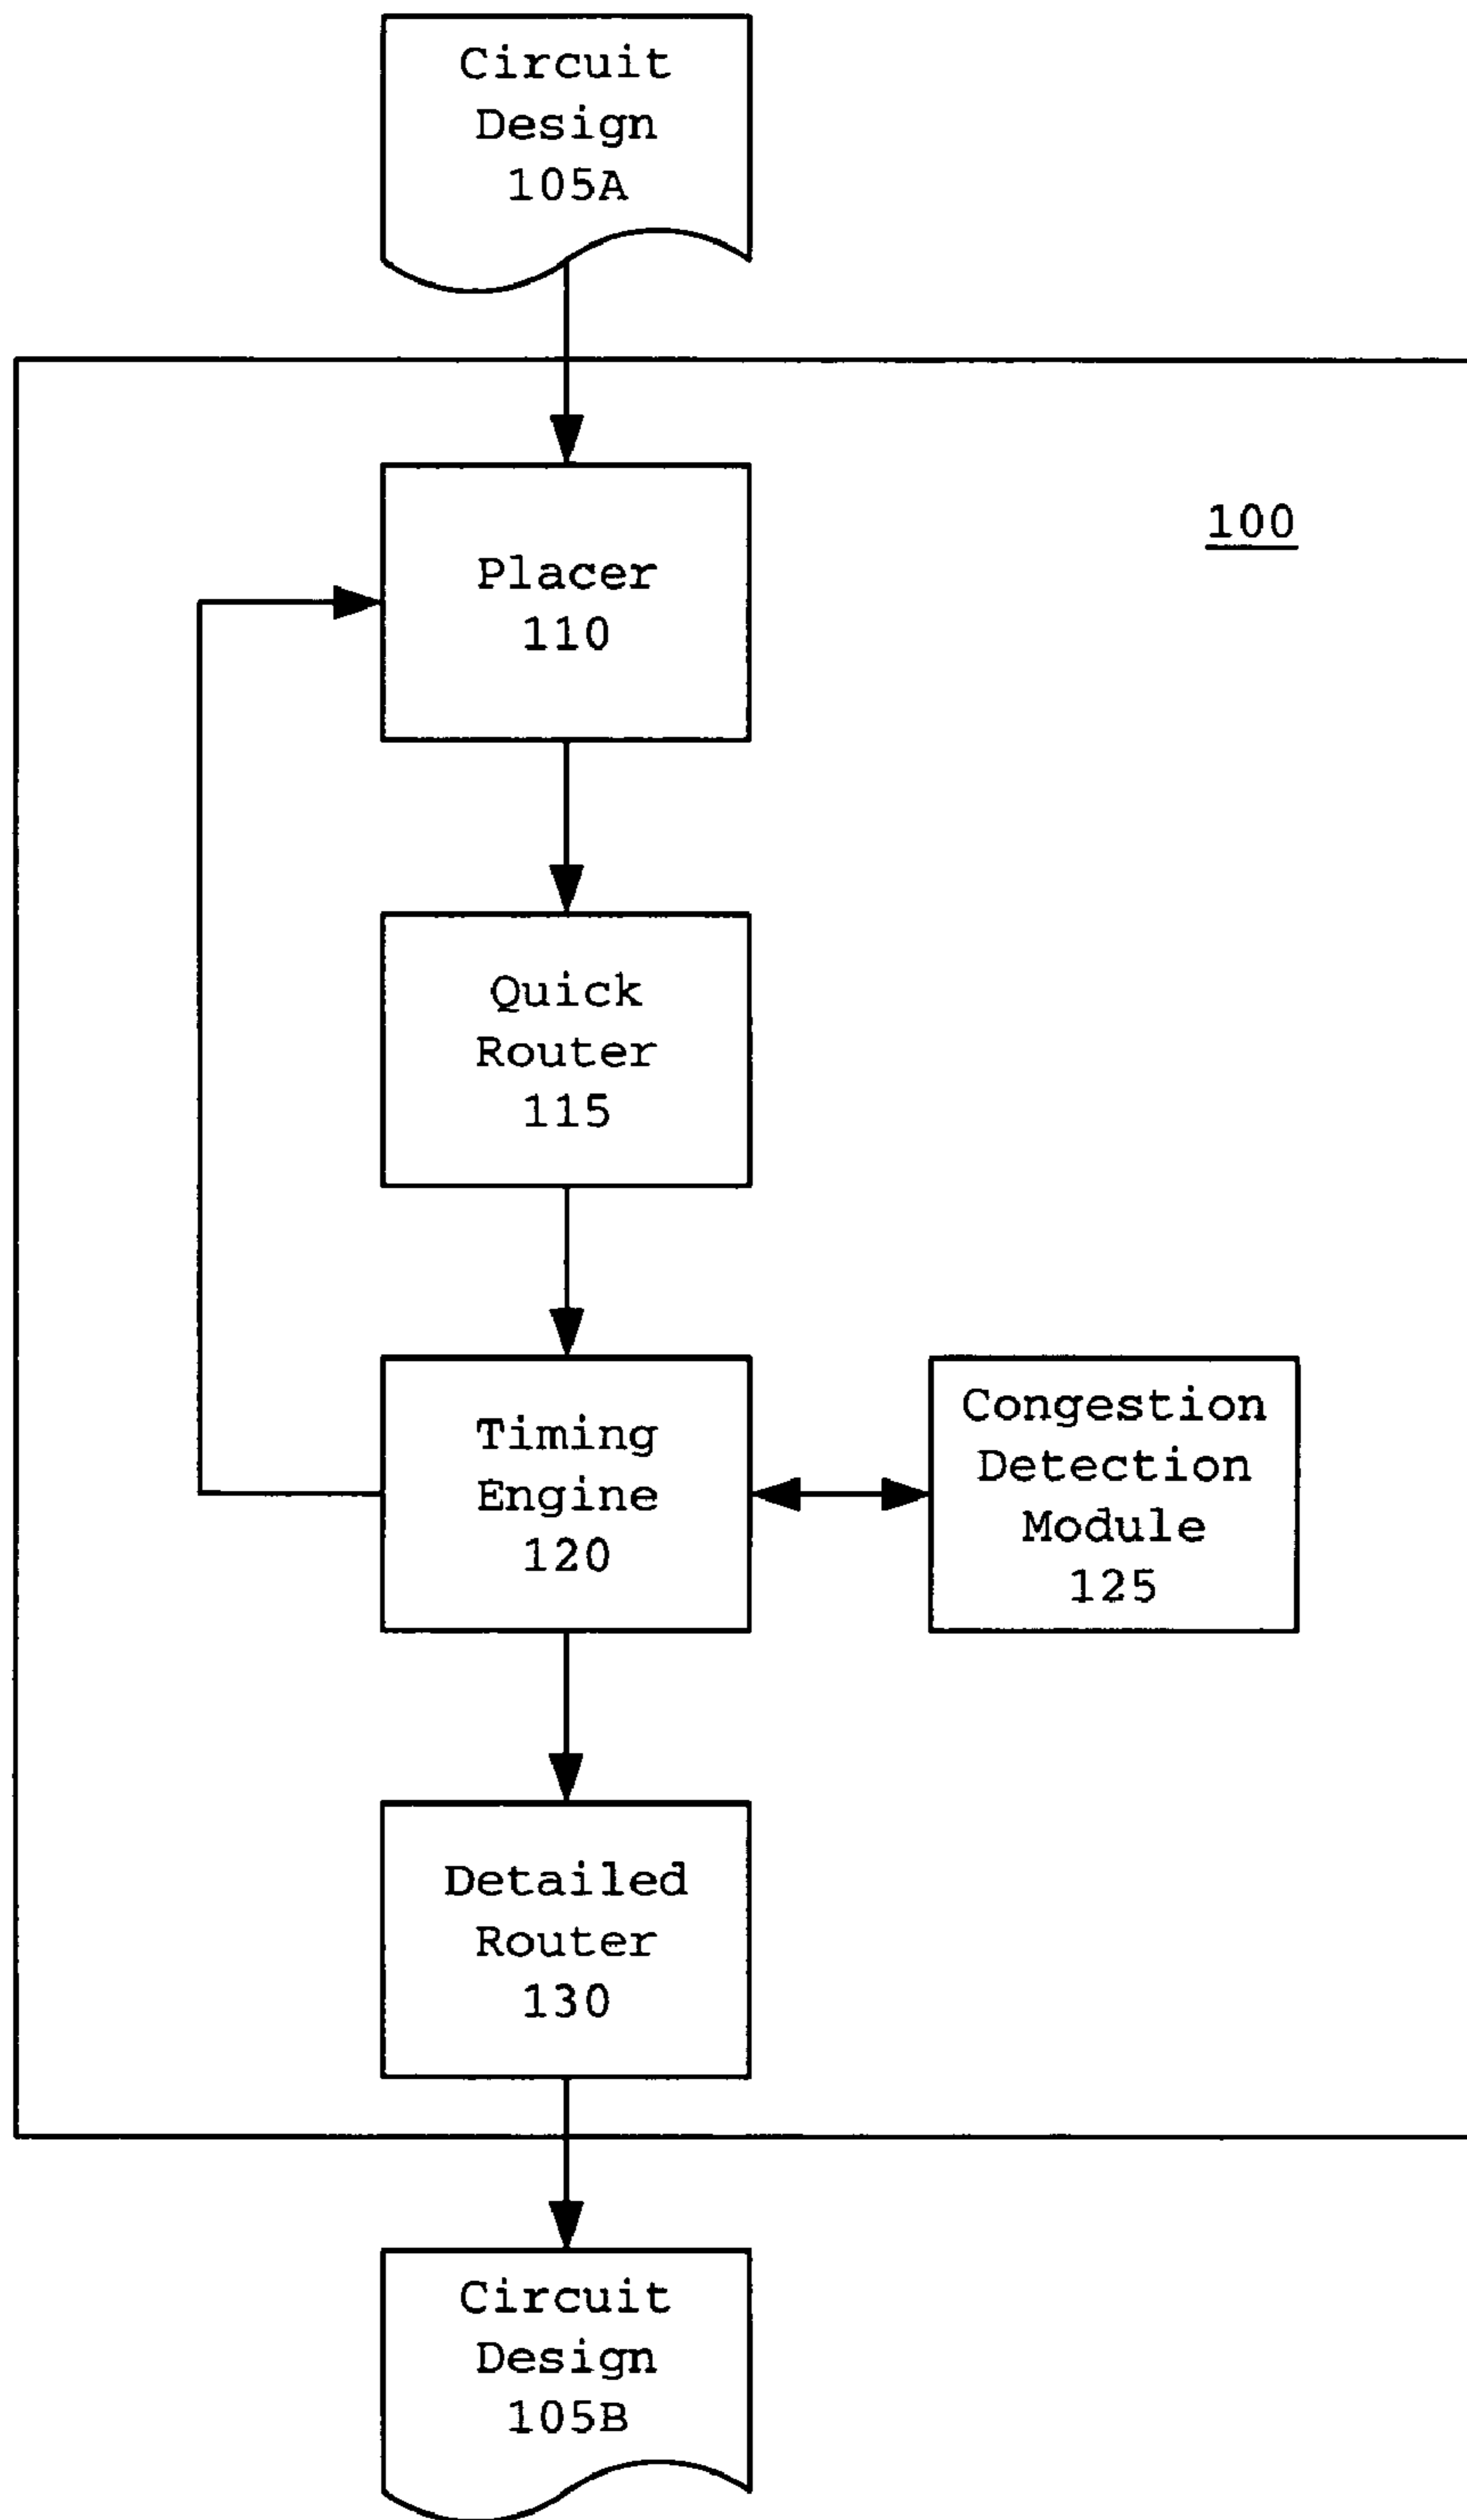 Circuit
Design
105A
100
Placer
110
Quick
Router
115
Timing
Engine
120
Congestion
Detection
Module
125
Detailed
Router
130
Circuit
Design
105B